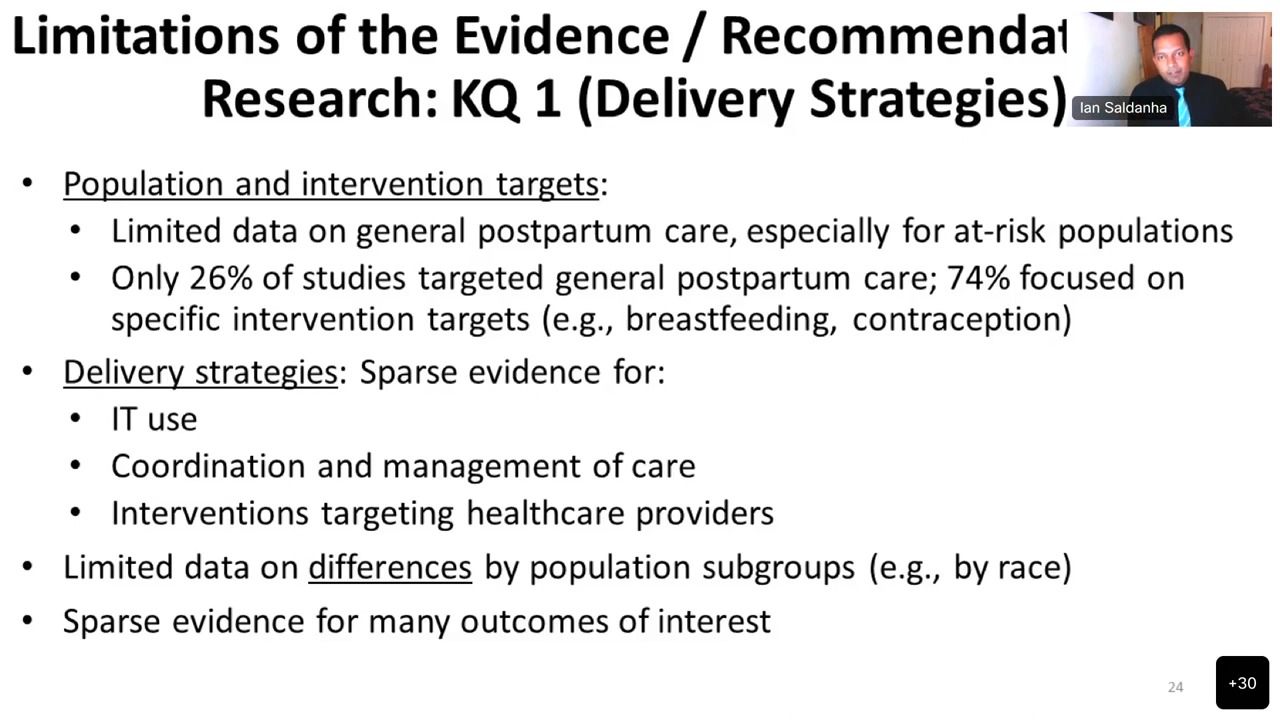 Limitations of the Evidence / Recommendat
Research: KQ 1 (Delivery Strategies)
Ian Saldanha
• Population and intervention targets:
• Limited data on general postpartum care, especially for at-risk populations
• Only 26% of studies targeted general postpartum care; 74% focused on
specific intervention targets (e.g., breastfeeding, contraception)
• Delivery strategies: Sparse evidence for:
• IT use
• Coordination and management of care
• Interventions targeting healthcare providers
• Limited data on differences by population subgroups (e.g., by race)
• Sparse evidence for many outcomes of interest
24
+30